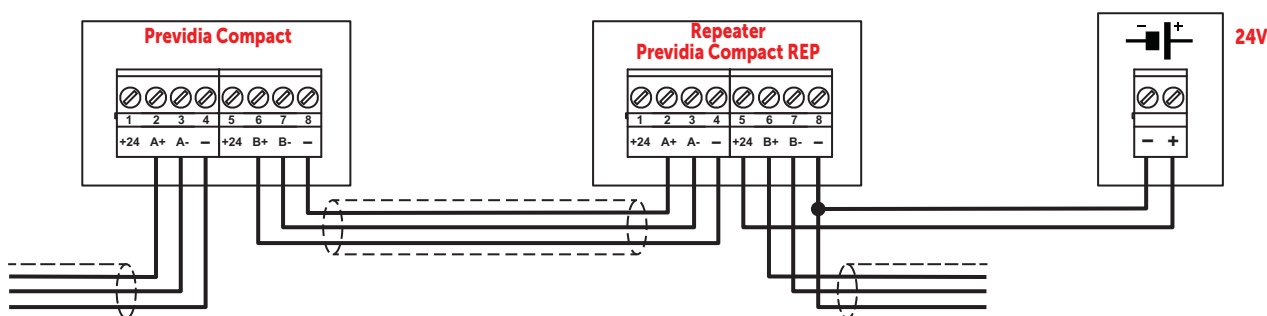 Previdia Compact
1 2 3 4 5 6 7 8
+24 A+ A- – +24 B+ B- –
Repeater
Previdia Compact REP
1 2 3 4 5 6 7 8
+24 A+ A- – +24 B+ B- –
– +
24V
– +